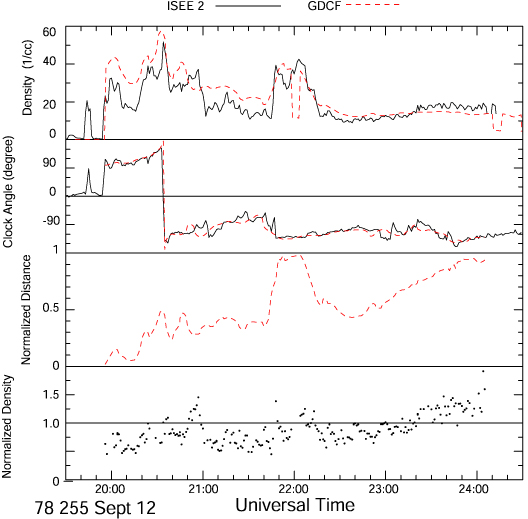 ISEE 2 GDCF
Density (1/cc)
60
40
20
0
Clock Angle (degree)
90
0
-90
1
Normalized Distance
0.5
0
Normalized Density
1.5
1.0
0
20:00 21:00 22:00 23:00 24:00
78 255 Sept 12 Universal Time